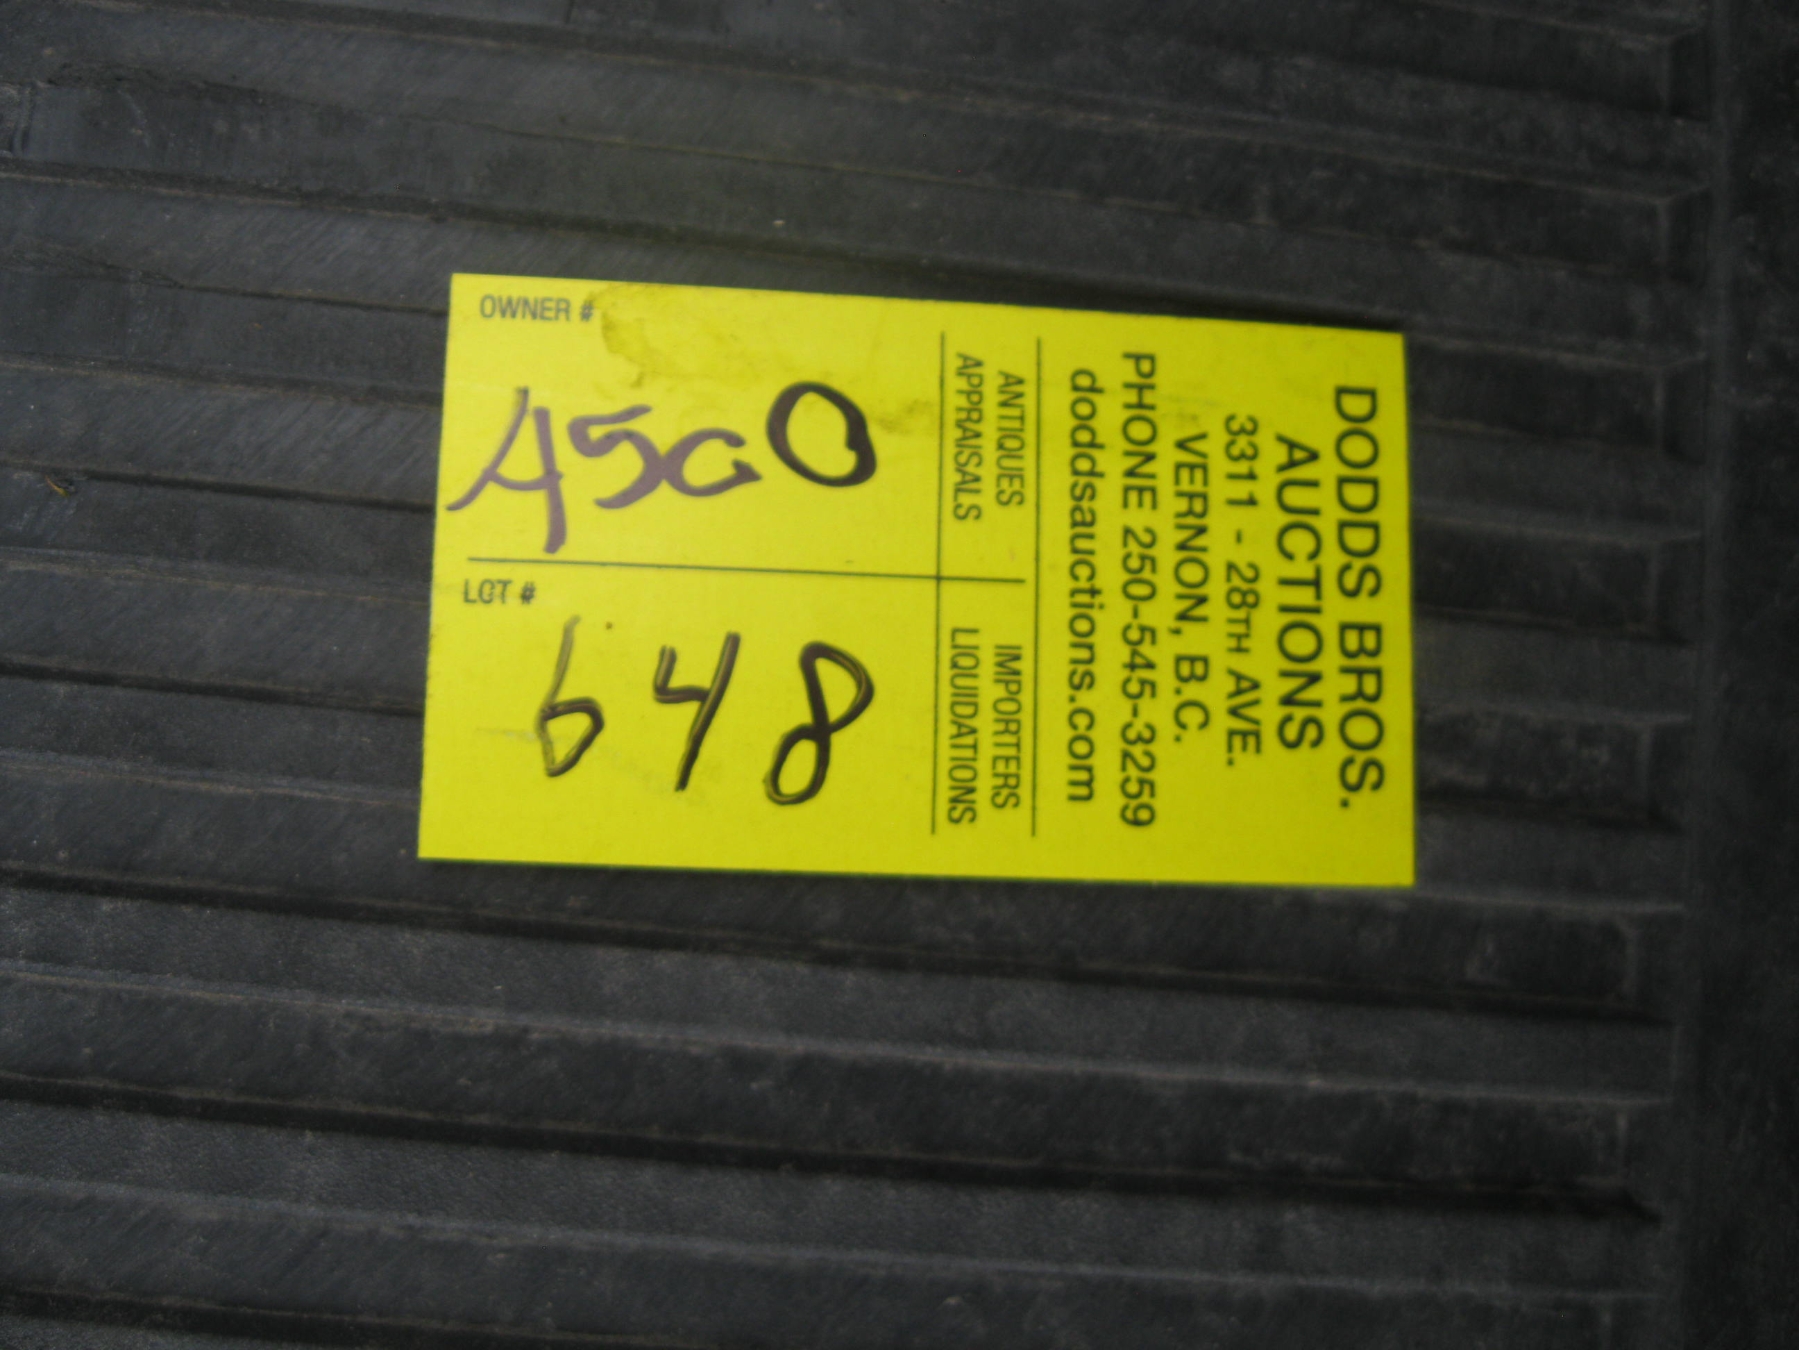 DODDS BROS.
AUCTIONS
3311 - 28TH AVE.
VERNON, B.C.
PHONE 250-545-3259
doddsauctions.com
ANTIQUES
APPRAISALS
IMPORTERS
LIQUIDATIONS
OWNER #
A500
LOT #
648